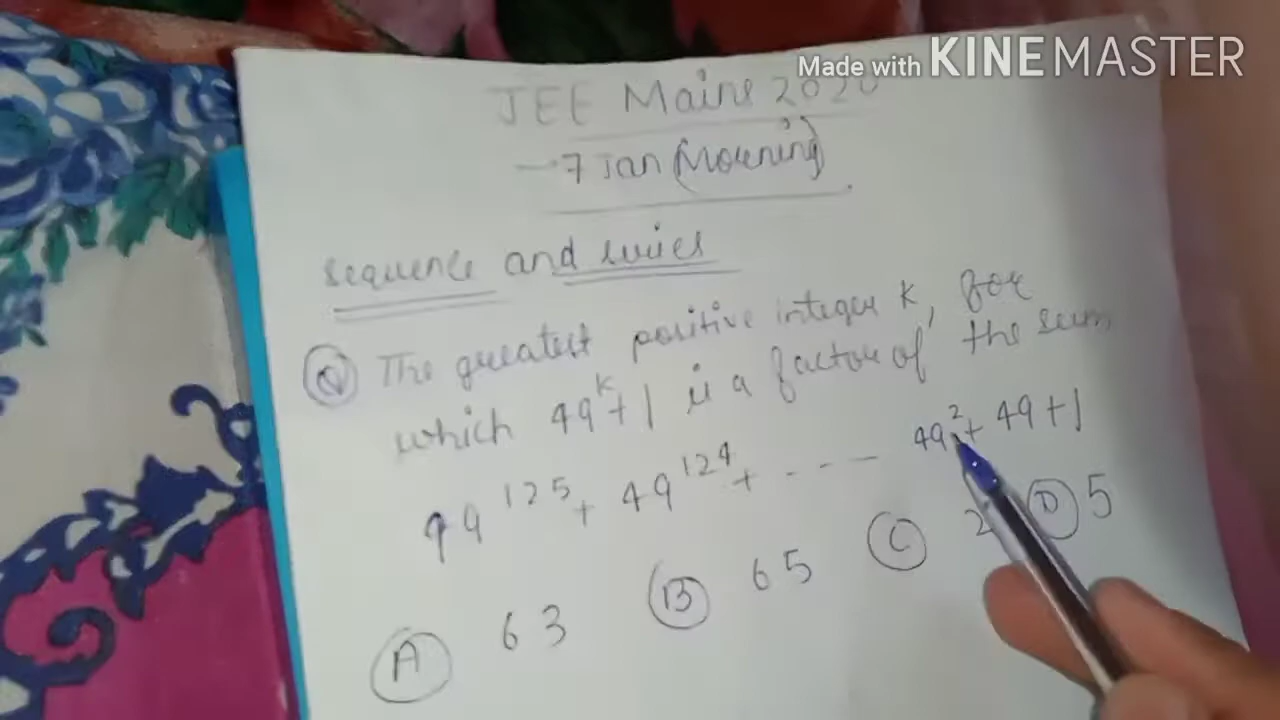 Made with KINEMASTER
JEE Mains 2020
7 Jan (Morning)
sequence and series
Q The greatest positive integer k, for
which 49^k+1 is a factor of the sum
49^125 + 49^124 + - - - 49^2 + 49 + 1
A 63 B 65 C 2 D 5